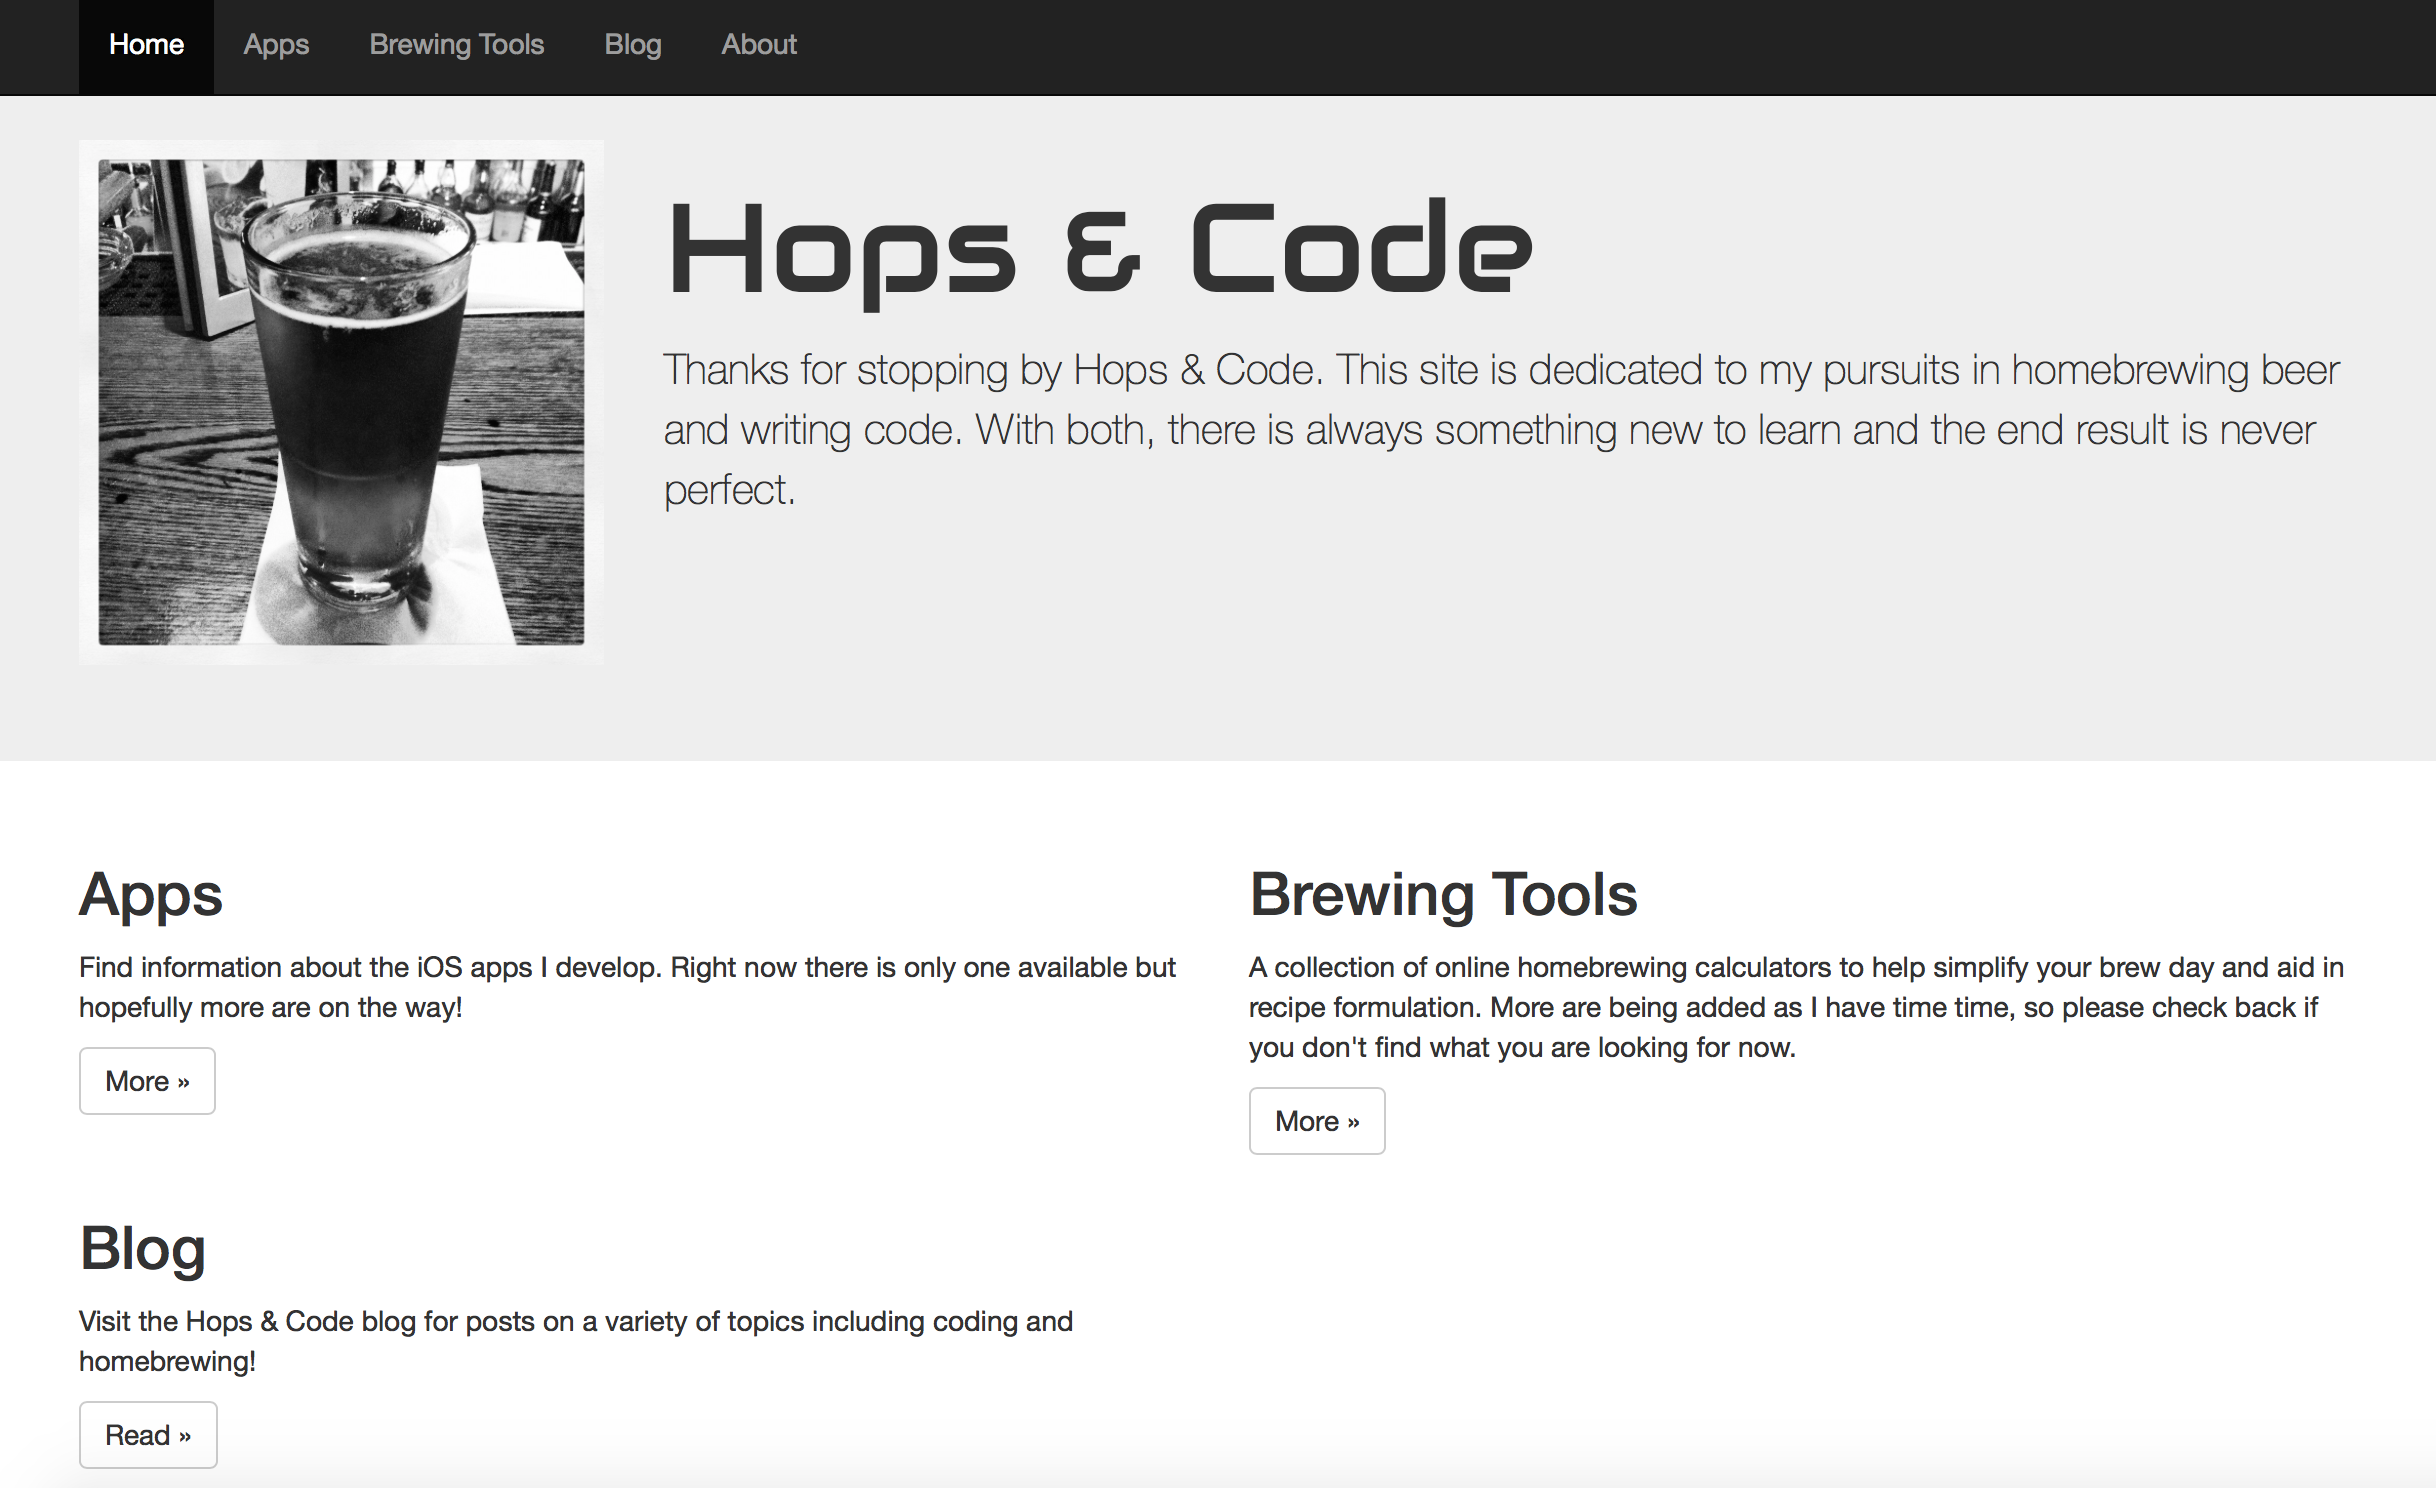 Home Apps Brewing Tools Blog About
Hops & Code
Thanks for stopping by Hops & Code. This site is dedicated to my pursuits in homebrewing beer
and writing code. With both, there is always something new to learn and the end result is never
perfect.
Apps
Find information about the iOS apps I develop. Right now there is only one available but
hopefully more are on the way!
More »
Brewing Tools
A collection of online homebrewing calculators to help simplify your brew day and aid in
recipe formulation. More are being added as I have time time, so please check back if
you don't find what you are looking for now.
More »
Blog
Visit the Hops & Code blog for posts on a variety of topics including coding and
homebrewing!
Read »